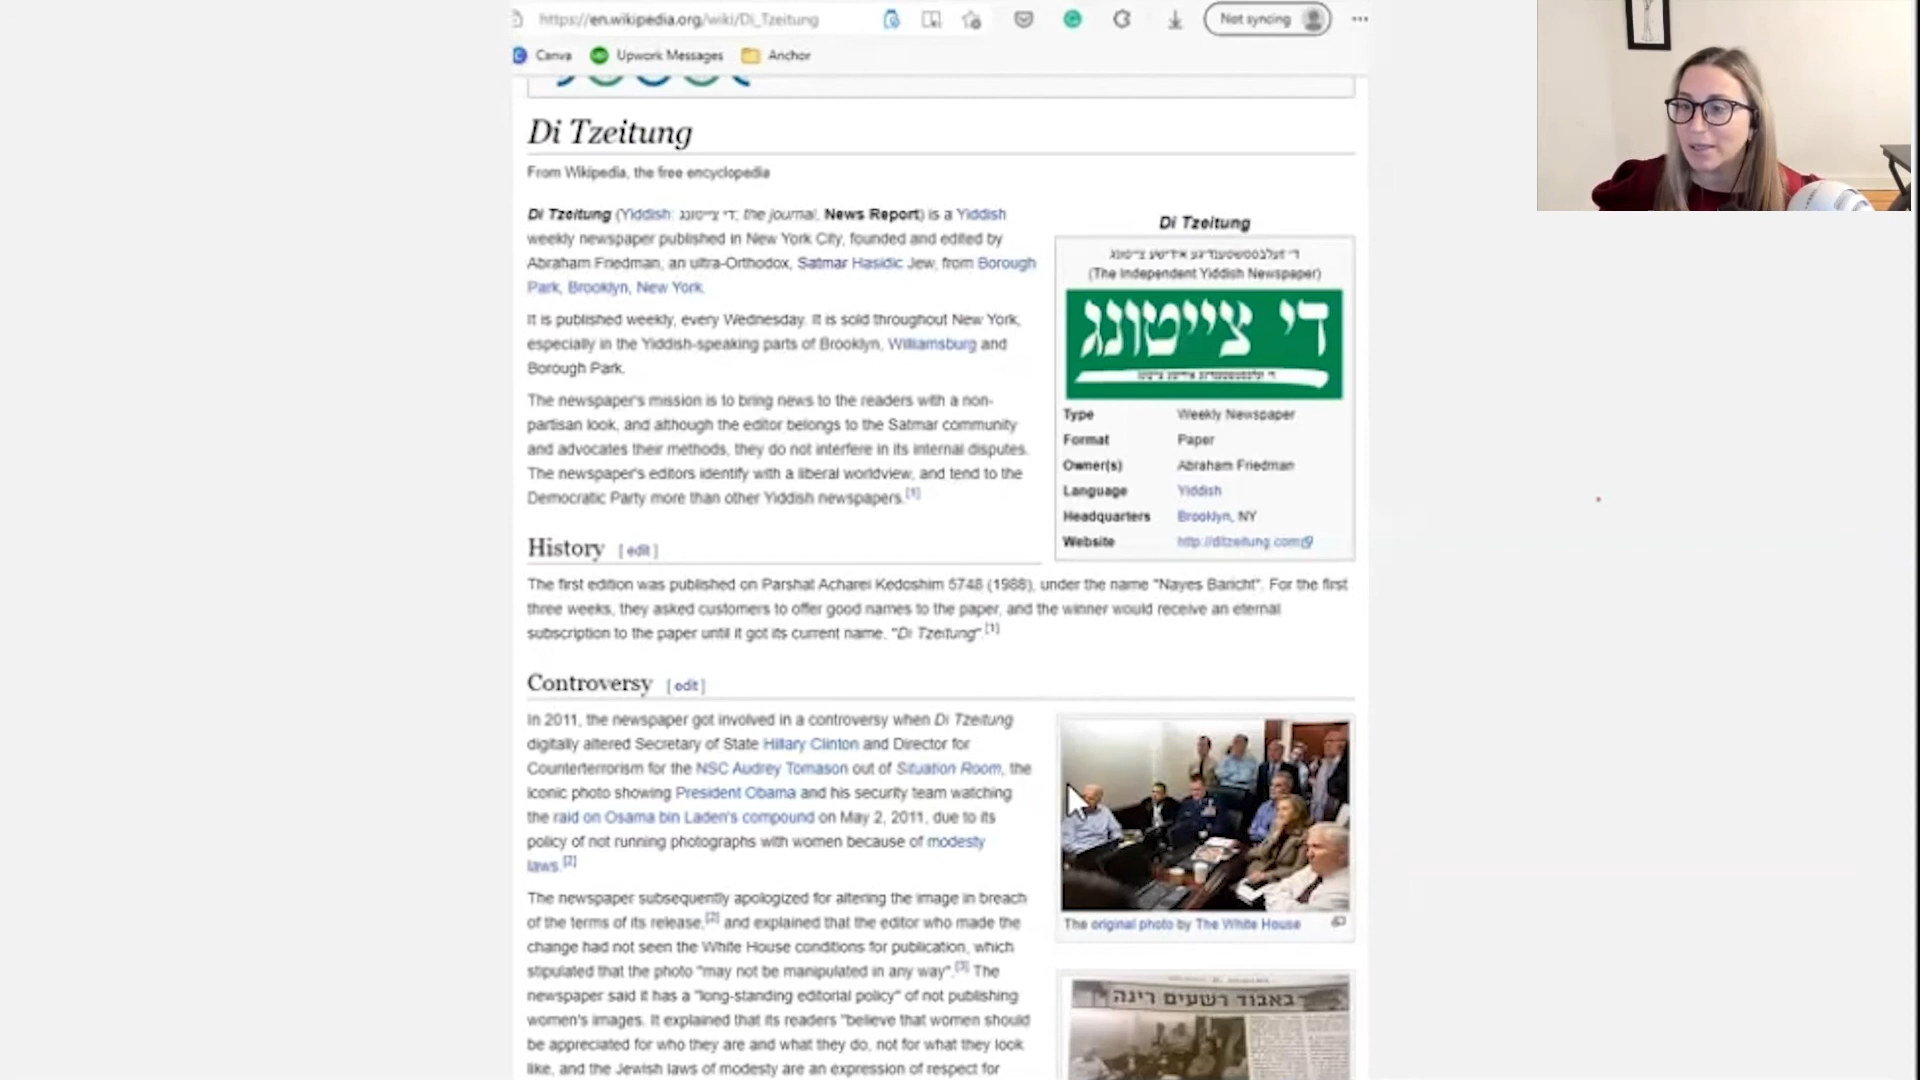 https://en.wikipedia.org/wiki/Di_Tzeitung
Not syncing
Canva
Upwork Messages
Anchor
Di Tzeitung
From Wikipedia, the free encyclopedia
Di Tzeitung (Yiddish: די צייטונג; the journal, News Report) is a Yiddish
weekly newspaper published in New York City, founded and edited by
Abraham Friedman, an ultra-Orthodox, Satmar Hasidic Jew, from Borough
Park, Brooklyn, New York.
It is published weekly, every Wednesday. It is sold throughout New York,
especially in the Yiddish-speaking parts of Brooklyn, Williamsburg and
Borough Park.
The newspaper's mission is to bring news to the readers with a non-
partisan look, and although the editor belongs to the Satmar community
and advocates their methods, they do not interfere in its internal disputes.
The newspaper's editors identify with a liberal worldview, and tend to the
Democratic Party more than other Yiddish newspapers.[1]
Di Tzeitung
די זעלבסטשטענדיגע אידישע צייטונג
(The Independent Yiddish Newspaper)
די צייטונג
די זעלבסטשטענדיגע אידישע צייטונג
Type Weekly Newspaper
Format Paper
Owner(s) Abraham Friedman
Language Yiddish
Headquarters Brooklyn, NY
Website http://ditzeitung.com
History [ edit ]
The first edition was published on Parshat Acharei Kedoshim 5748 (1988), under the name "Nayes Baricht". For the first
three weeks, they asked customers to offer good names to the paper, and the winner would receive an eternal
subscription to the paper until it got its current name, "Di Tzeitung".[1]
Controversy [ edit ]
In 2011, the newspaper got involved in a controversy when Di Tzeitung
digitally altered Secretary of State Hillary Clinton and Director for
Counterterrorism for the NSC Audrey Tomason out of Situation Room, the
iconic photo showing President Obama and his security team watching
the raid on Osama bin Laden's compound on May 2, 2011, due to its
policy of not running photographs with women because of modesty
laws.[2]
The newspaper subsequently apologized for altering the image in breach
of the terms of its release,[2] and explained that the editor who made the
change had not seen the White House conditions for publication, which
stipulated that the photo "may not be manipulated in any way".[3] The
newspaper said it has a "long-standing editorial policy" of not publishing
women's images. It explained that its readers "believe that women should
be appreciated for who they are and what they do, not for what they look
like, and the Jewish laws of modesty are an expression of respect for
The original photo by The White House
באבוד רשעים רינה